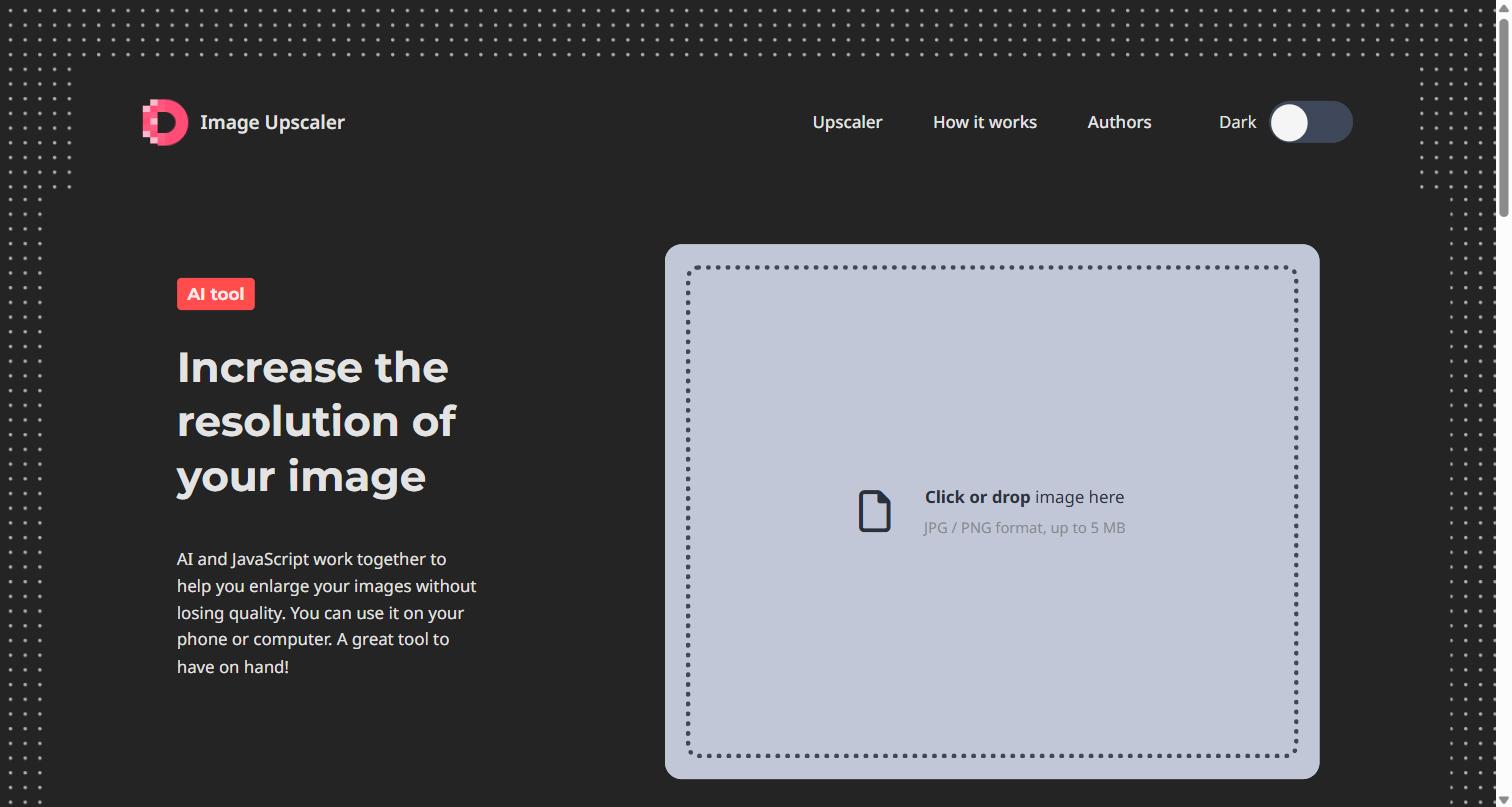 Image Upscaler
Upscaler
How it works
Authors
Dark
AI tool
Increase the
resolution of
your image
AI and JavaScript work together to
help you enlarge your images without
losing quality. You can use it on your
phone or computer. A great tool to
have on hand!
Click or drop image here
JPG / PNG format, up to 5 MB